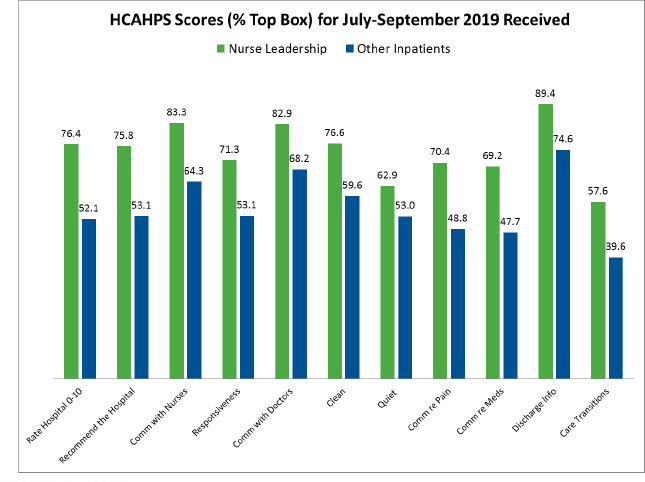 HCAHPS Scores (% Top Box) for July-September 2019 Received
Nurse Leadership
Other Inpatients
76.4
52.1
75.8
53.1
83.3
64.3
71.3
53.1
82.9
68.2
76.6
59.6
62.9
53.0
70.4
48.8
69.2
47.7
89.4
74.6
57.6
39.6
Rate Hospital 0-10
Recommend the Hospital
Comm with Nurses
Responsiveness
Comm with Doctors
Clean
Quiet
Comm re Pain
Comm re Meds
Discharge Info
Care Transitions